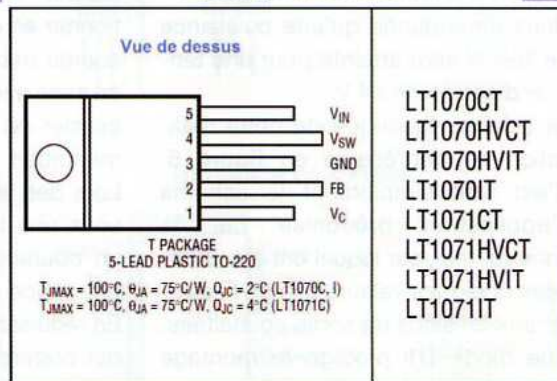 Vue de dessus
5 VIN
4 VSW
3 GND
2 FB
1 VC
T PACKAGE
5-LEAD PLASTIC TO-220
TJMAX = 100°C, θJA = 75°C/W, QJC = 2°C (LT1070C, I)
TJMAX = 100°C, θJA = 75°C/W, QJC = 4°C (LT1071C)
LT1070CT
LT1070HVCT
LT1070HVIT
LT1070IT
LT1071CT
LT1071HVCT
LT1071HVIT
LT1071IT